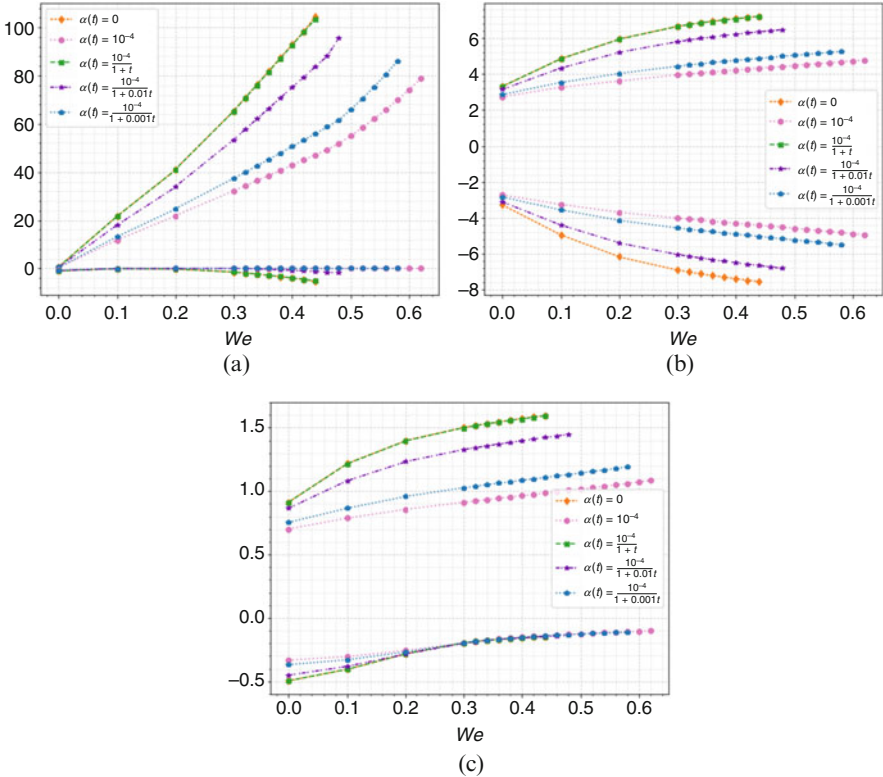 100
80
60
40
20
0
0.0 0.1 0.2 0.3 0.4 0.5 0.6
We
α(t) = 0
α(t) = 10⁻⁴
α(t) = 10⁻⁴ / 1 + t
α(t) = 10⁻⁴ / 1 + 0.01t
α(t) = 10⁻⁴ / 1 + 0.001t
(a)
6
4
2
0
−2
−4
−6
−8
0.0 0.1 0.2 0.3 0.4 0.5 0.6
We
α(t) = 0
α(t) = 10⁻⁴
α(t) = 10⁻⁴ / 1 + t
α(t) = 10⁻⁴ / 1 + 0.01t
α(t) = 10⁻⁴ / 1 + 0.001t
(b)
1.5
1.0
0.5
0.0
−0.5
0.0 0.1 0.2 0.3 0.4 0.5 0.6
We
α(t) = 0
α(t) = 10⁻⁴
α(t) = 10⁻⁴ / 1 + t
α(t) = 10⁻⁴ / 1 + 0.01t
α(t) = 10⁻⁴ / 1 + 0.001t
(c)